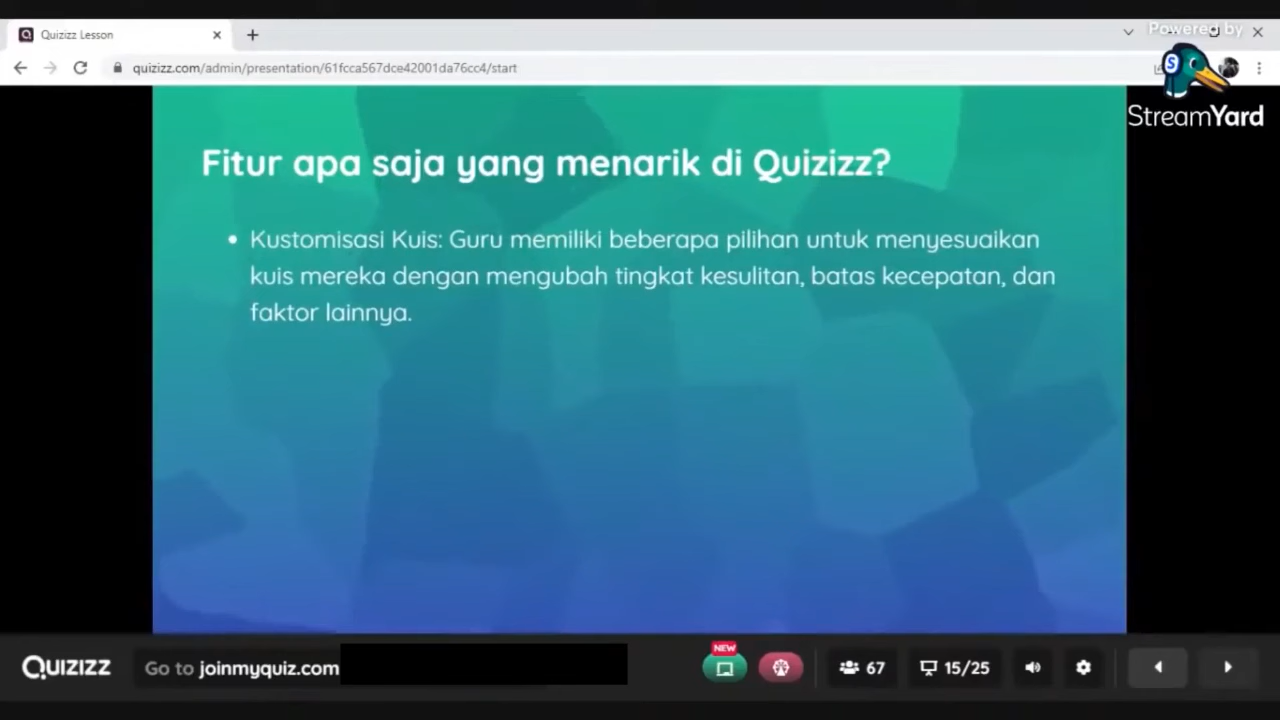 Quizizz Lesson
Powered by
quizizz.com/admin/presentation/61fcca567dce42001da76cc4/start
S
StreamYard
Fitur apa saja yang menarik di Quizizz?
• Kustomisasi Kuis: Guru memiliki beberapa pilihan untuk menyesuaikan
kuis mereka dengan mengubah tingkat kesulitan, batas kecepatan, dan
faktor lainnya.
NEW
QUIZIZZ Go to joinmyquiz.com 67 15/25